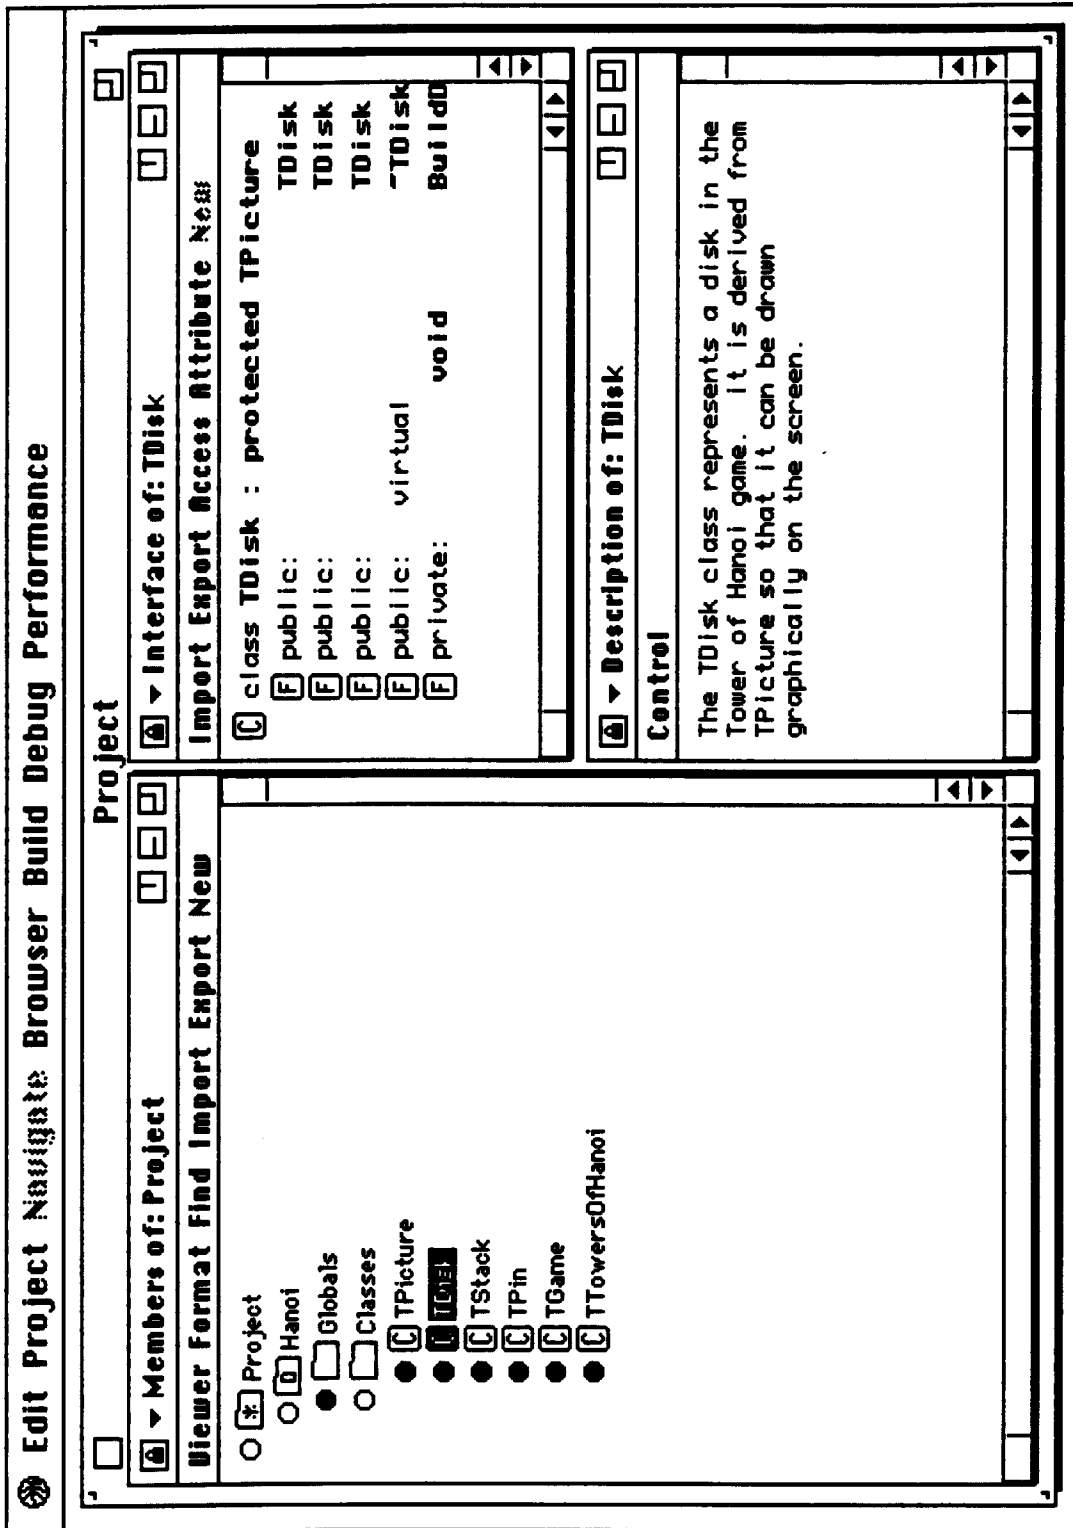 Edit Project Navigate Browser Build Debug Performance
Project
Members of: Project
Viewer Format Find Import Export New
Project
Hanoi
Globals
Classes
C TPicture
TDisk
C TStack
C TPin
C TGame
C TTowersOfHanoi
Interface of: TDisk
Import Export Access Attribute New
C class TDisk : protected TPicture
F public: TDisk
F public: TDisk
F public: TDisk
F public: virtual ~TDisk
F private: void BuildD
Description of: TDisk
Control
The TDisk class represents a disk in the
Tower of Hanoi game. it is derived from
TPicture so that it can be drawn
graphically on the screen.